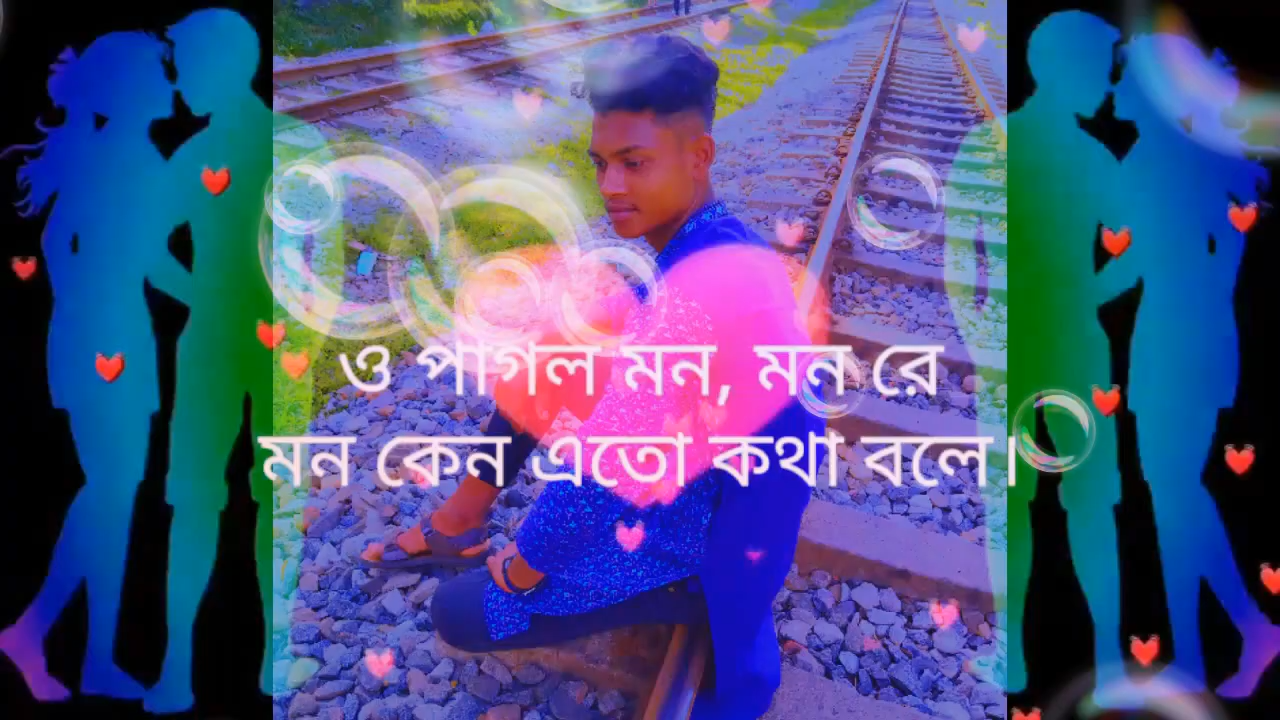 ও পাগল মন, মন রে
মন কেন এতো কথা বলে।